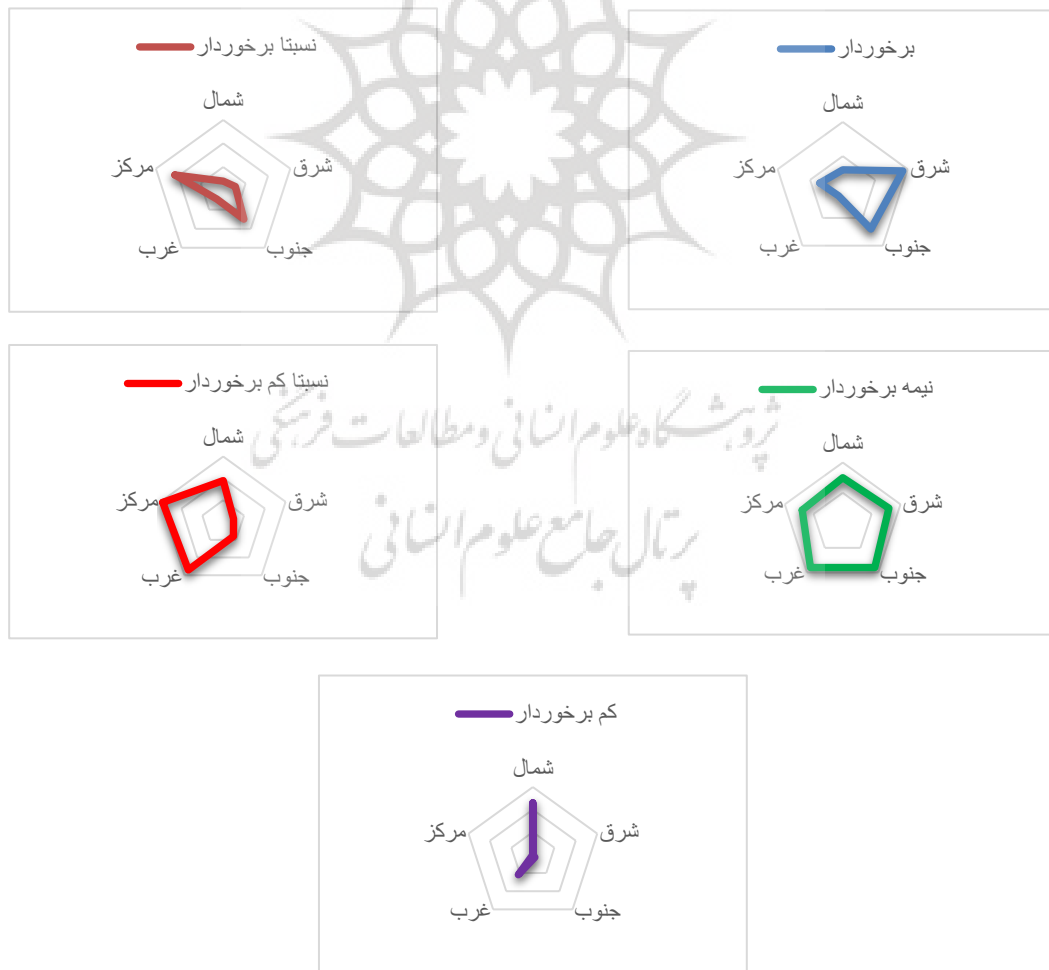 برخوردار
شمال
شرق
جنوب
غرب
مرکز
نسبتا برخوردار
شمال
شرق
جنوب
غرب
مرکز
نیمه برخوردار
شمال
شرق
جنوب
غرب
مرکز
نسبتا کم برخوردار
شمال
شرق
جنوب
غرب
مرکز
پژوهشگاه علوم انسانی و مطالعات فرهنگی
پرتال جامع علوم انسانی
کم برخوردار
شمال
شرق
جنوب
غرب
مرکز